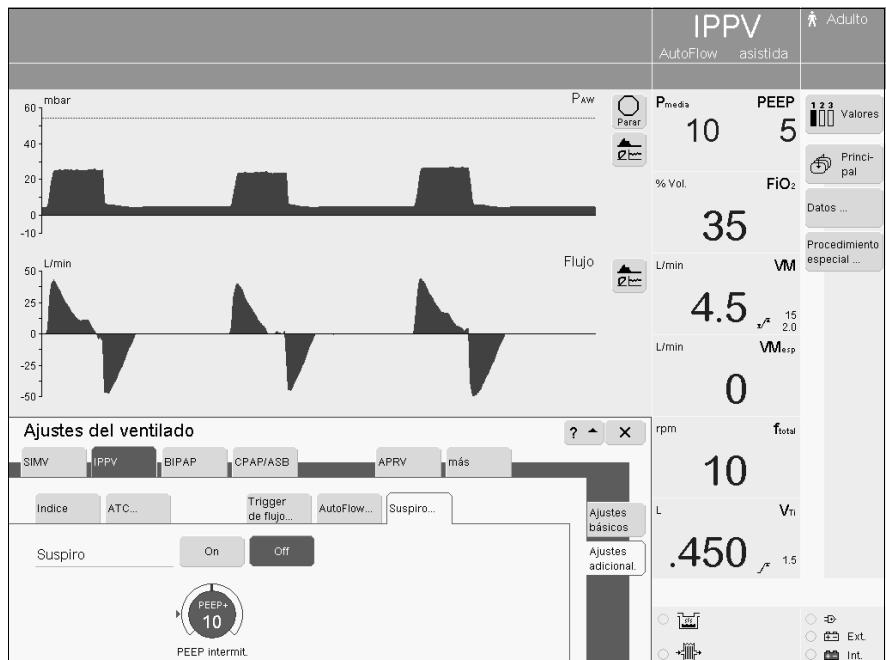 IPPV
AutoFlow asistida
Adulto
mbar
PAW
60
40
20
0
-10
Parar
L/min
Flujo
50
25
0
-25
-50
Pmedia PEEP
10 5
% Vol. FiO2
35
L/min VM
4.5 15
2.0
L/min VMesp
0
rpm ftotal
10
L VTi
.450 1.5
1 2 3
Valores
Princi-
pal
Datos ...
Procedimiento
especial ...
Ajustes del ventilado
?
SIMV IPPV BIPAP CPAP/ASB APRV más
Indice ATC... Trigger
de flujo... AutoFlow... Suspiro...
Ajustes
básicos
Ajustes
adicional.
Suspiro On Off
PEEP+
10
PEEP intermit.
Ext.
Int.